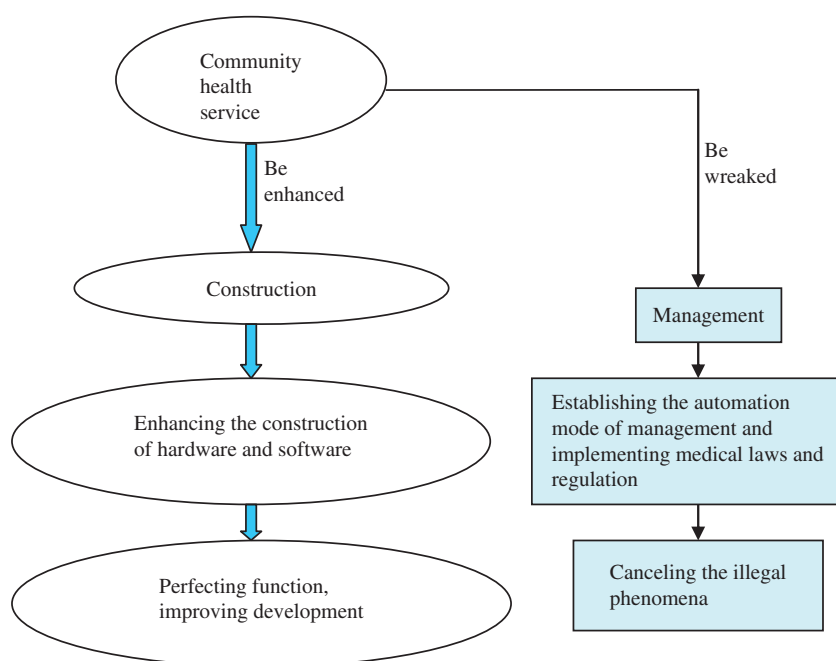 Community
health
service
Be
enhanced
Be
wreaked
Construction
Management
Enhancing the construction
of hardware and software
Establishing the automation
mode of management and
implementing medical laws and
regulation
Perfecting function,
improving development
Canceling the illegal
phenomena